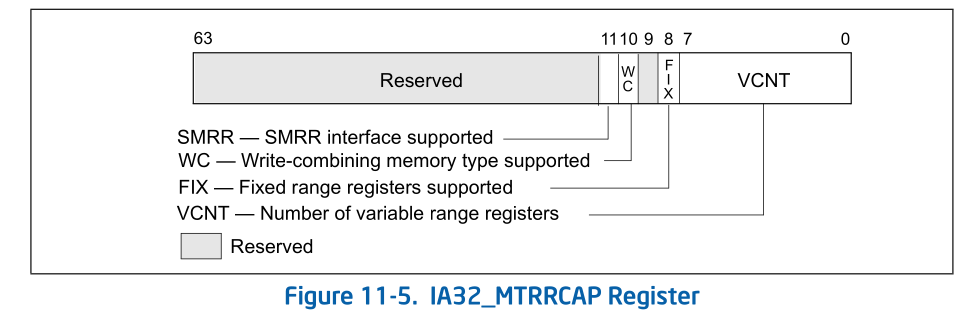 63 11 10 9 8 7 0
Reserved WC FIX VCNT
SMRR — SMRR interface supported
WC — Write-combining memory type supported
FIX — Fixed range registers supported
VCNT — Number of variable range registers
Reserved
Figure 11-5. IA32_MTRRCAP Register